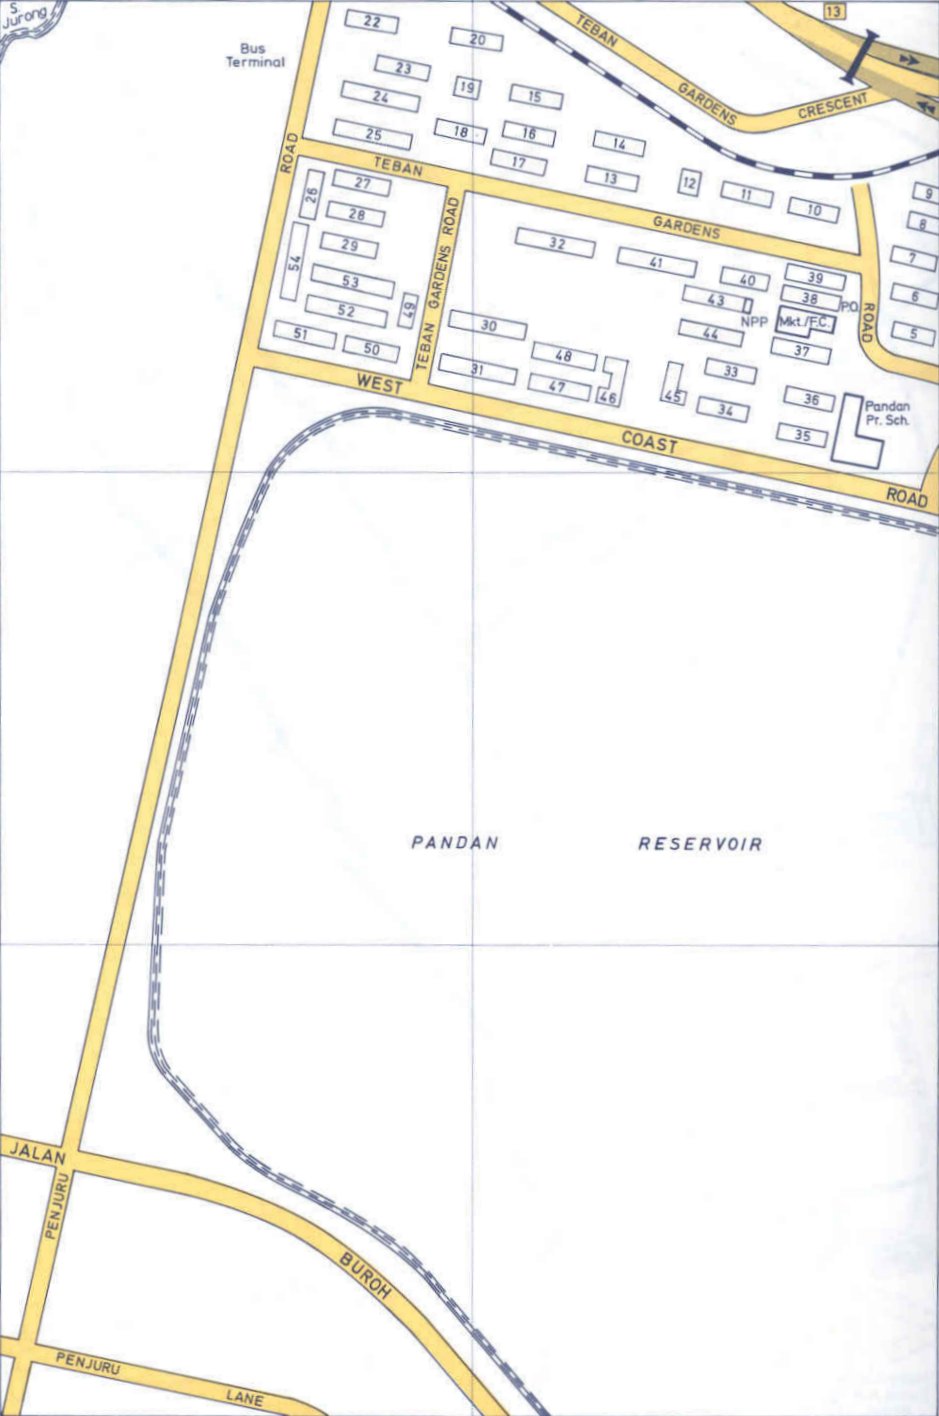 S.
Jurong
Bus
Terminal
22
20
23
19
24
15
25
18
16
17
14
13
12
11
10
13
TEBAN
GARDENS
CRESCENT
ROAD
TEBAN
GARDENS
ROAD
9
8
7
6
5
26
27
28
29
54
53
52
49
51
50
TEBAN GARDENS ROAD
32
41
40
39
38
P.O.
43
NPP
Mkt./F.C.
44
37
30
31
48
47
46
45
33
34
36
35
Pandan
Pr. Sch.
WEST
COAST
ROAD
PANDAN RESERVOIR
JALAN
PENJURU
BUROH
PENJURU
LANE